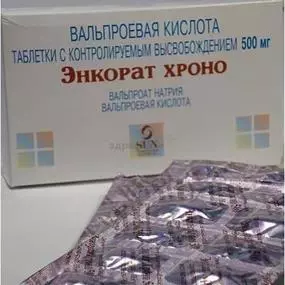 ВАЛЬПРОЕВАЯ КИСЛОТА
ТАБЛЕТКИ С КОНТРОЛИРУЕМЫМ ВЫСВОБОЖДЕНИЕМ 500 мг
Энкорат хроно
ВАЛЬПРОАТ НАТРИЯ
ВАЛЬПРОЕВАЯ КИСЛОТА
SUN